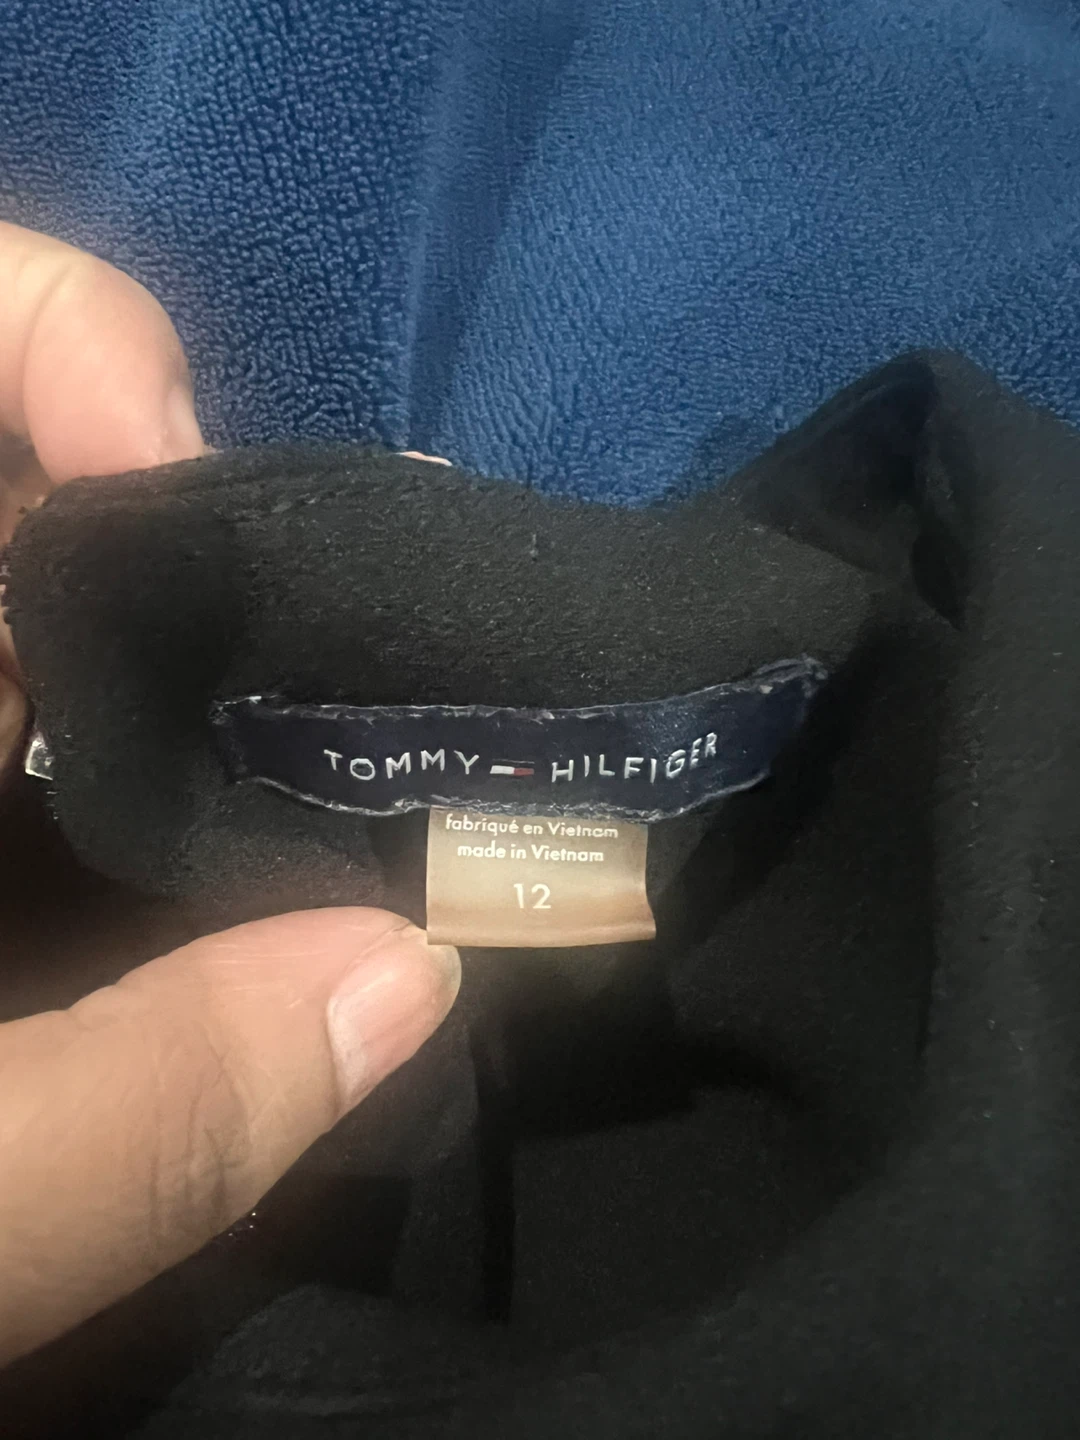 TOMMY HILFIGER
fabriqué en Vietnam
made in Vietnam
12